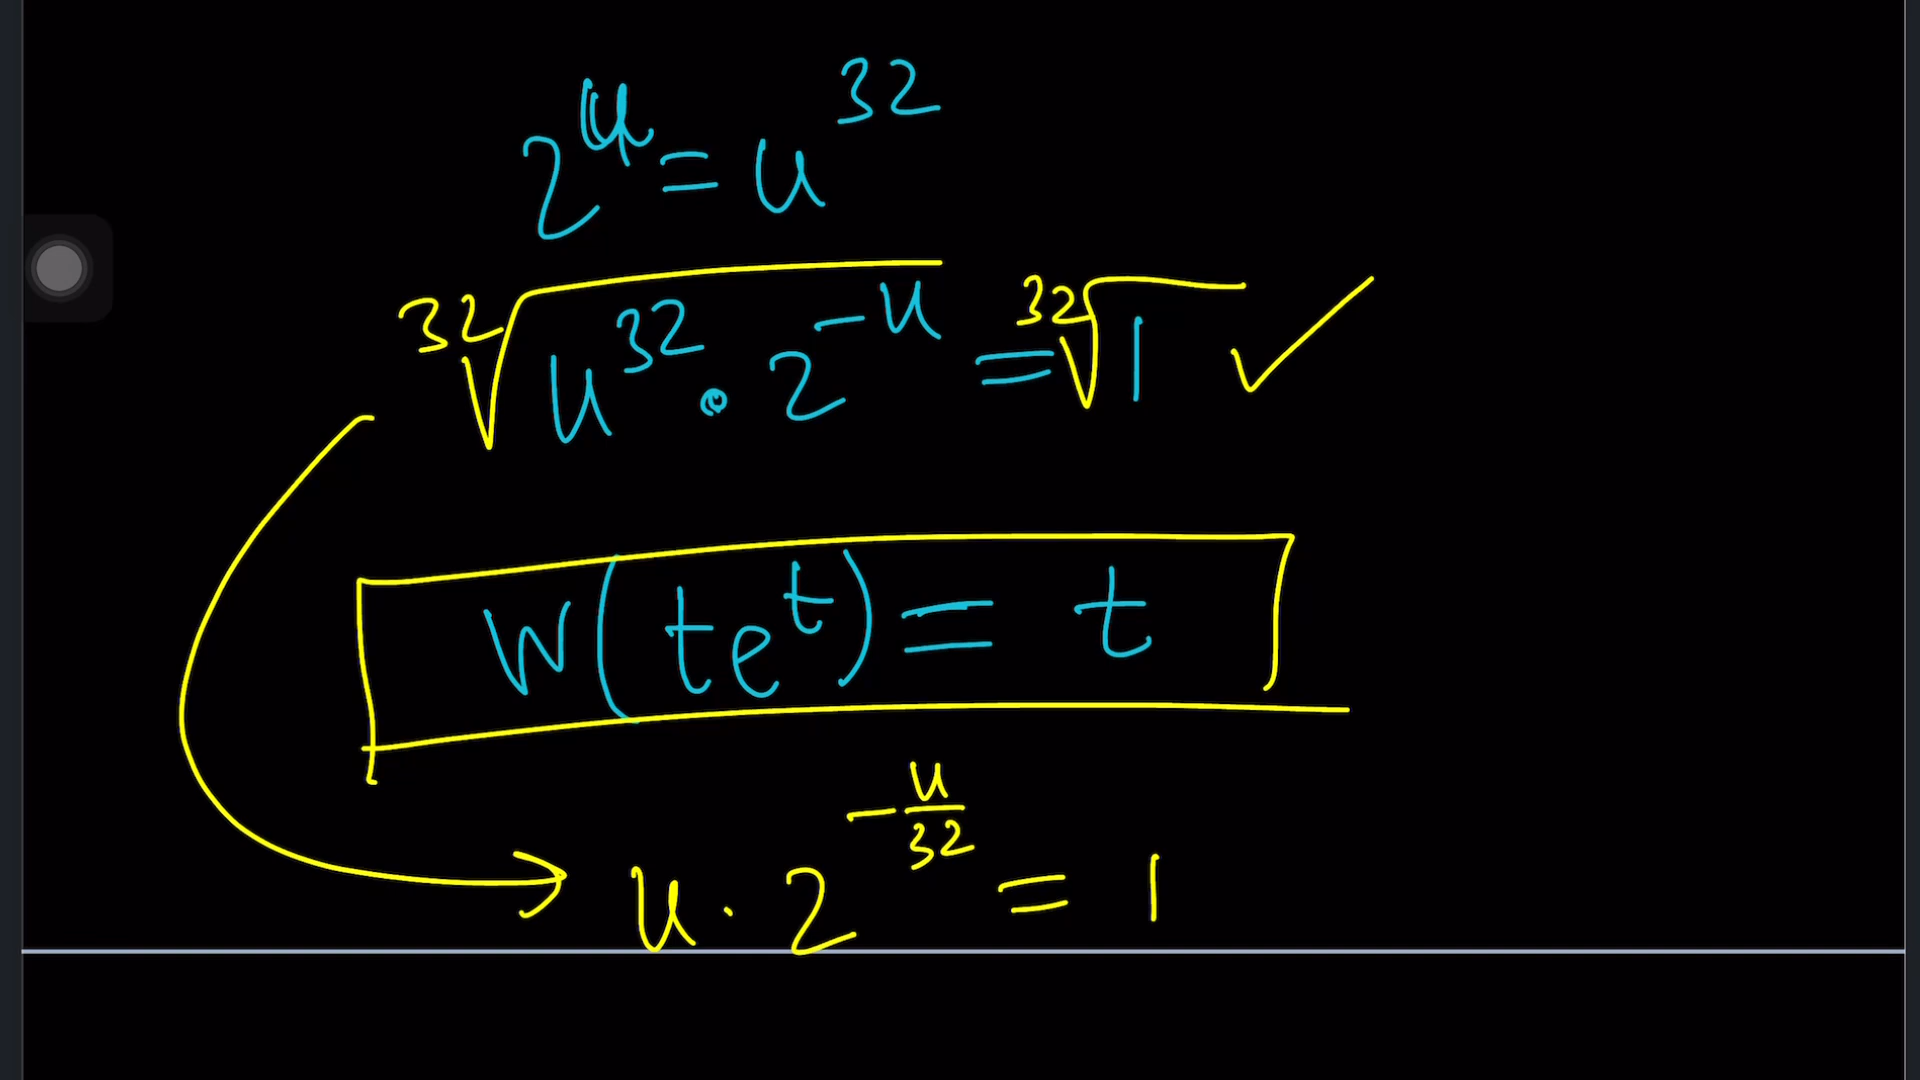 2^u = u^32
³²√(u^32 · 2^-u) = ³²√1 ✓
W(te^t) = t
u · 2^(-u/32) = 1